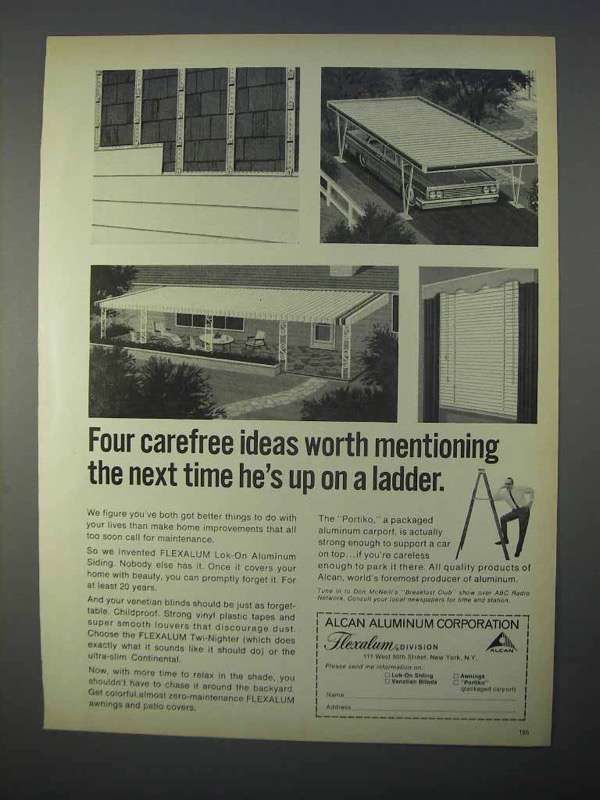 Four carefree ideas worth mentioning
the next time he's up on a ladder.
We figure you've both got better things to do with
your lives than make home improvements that all
too soon call for maintenance.
So we invented FLEXALUM Lok-On Aluminum
Siding. Nobody else has it. Once it covers your
home with beauty, you can promptly forget it. For
at least 20 years.
And your venetian blinds should be just as forget-
table. Childproof. Strong vinyl plastic tapes and
super smooth louvers that discourage dust.
Choose the FLEXALUM Twi-Nighter (which does
exactly what it sounds like it should do) or the
ultra-slim Continental.
Now, with more time to relax in the shade, you
shouldn't have to chase it around the backyard.
Get colorful, almost zero-maintenance FLEXALUM
awnings and patio covers.
The "Portiko," a packaged
aluminum carport, is actually
strong enough to support a car
on top...if you're careless
enough to park it there. All quality products of
Alcan, world's foremost producer of aluminum.
Tune in to Don McNeill's "Breakfast Club" show over ABC Radio
Network. Consult your local newspapers for time and station.
ALCAN ALUMINUM CORPORATION
Flexalum DIVISION
ALCAN
111 West 50th Street, New York, N.Y.
Please send me information on:
Lok-On Siding Awnings
Venetian Blinds "Portiko"
(packaged carport)
Name
Address